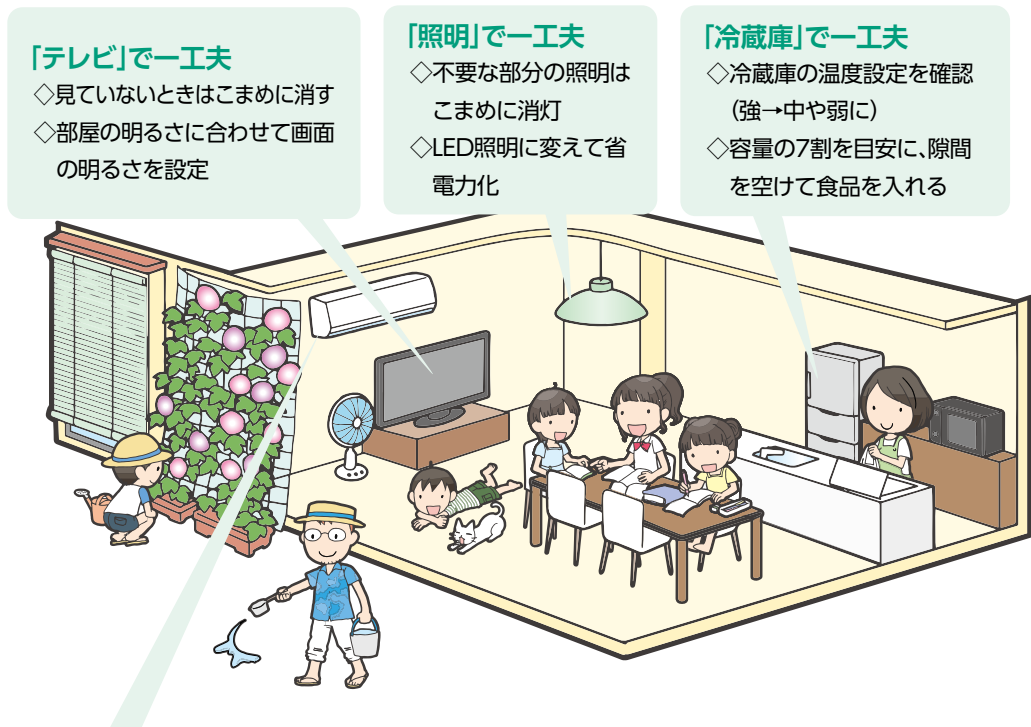 「テレビ」で一工夫
◇見ていないときはこまめに消す
◇部屋の明るさに合わせて画面
の明るさを設定
「照明」で一工夫
◇不要な部分の照明は
こまめに消灯
◇LED照明に変えて省
電力化
「冷蔵庫」で一工夫
◇冷蔵庫の温度設定を確認
(強→中や弱に)
◇容量の7割を目安に、隙間
を空けて食品を入れる